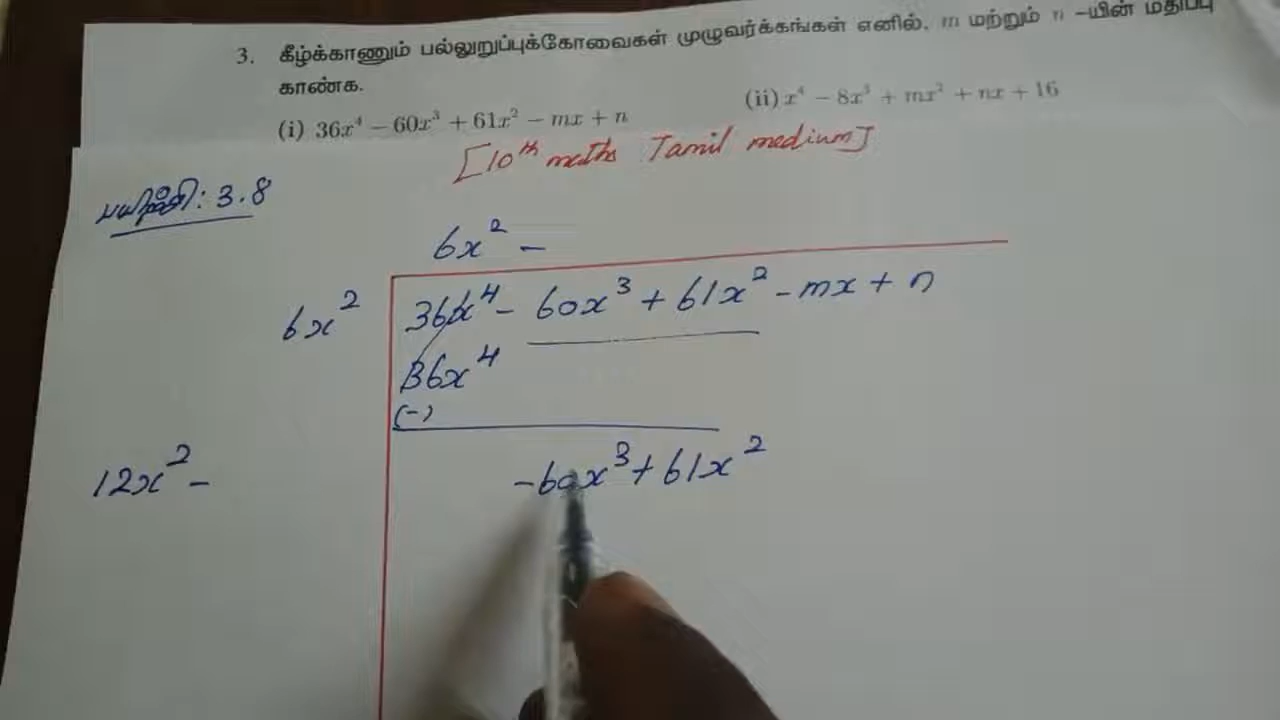 3. கீழ்க்காணும் பல்லுறுப்புக்கோவைகள் முழுவர்க்கங்கள் எனில், m மற்றும் n -யின் மதிப்பு
காண்க.
(i) 36x⁴ − 60x³ + 61x² − mx + n (ii) x⁴ − 8x³ + mx² + nx + 16
[10th maths Tamil medium]
பயிற்சி: 3.8
6x² −
6x² 36x⁴ − 60x³ + 61x² − mx + n
36x⁴
(−)
12x² − −60x³ + 61x²